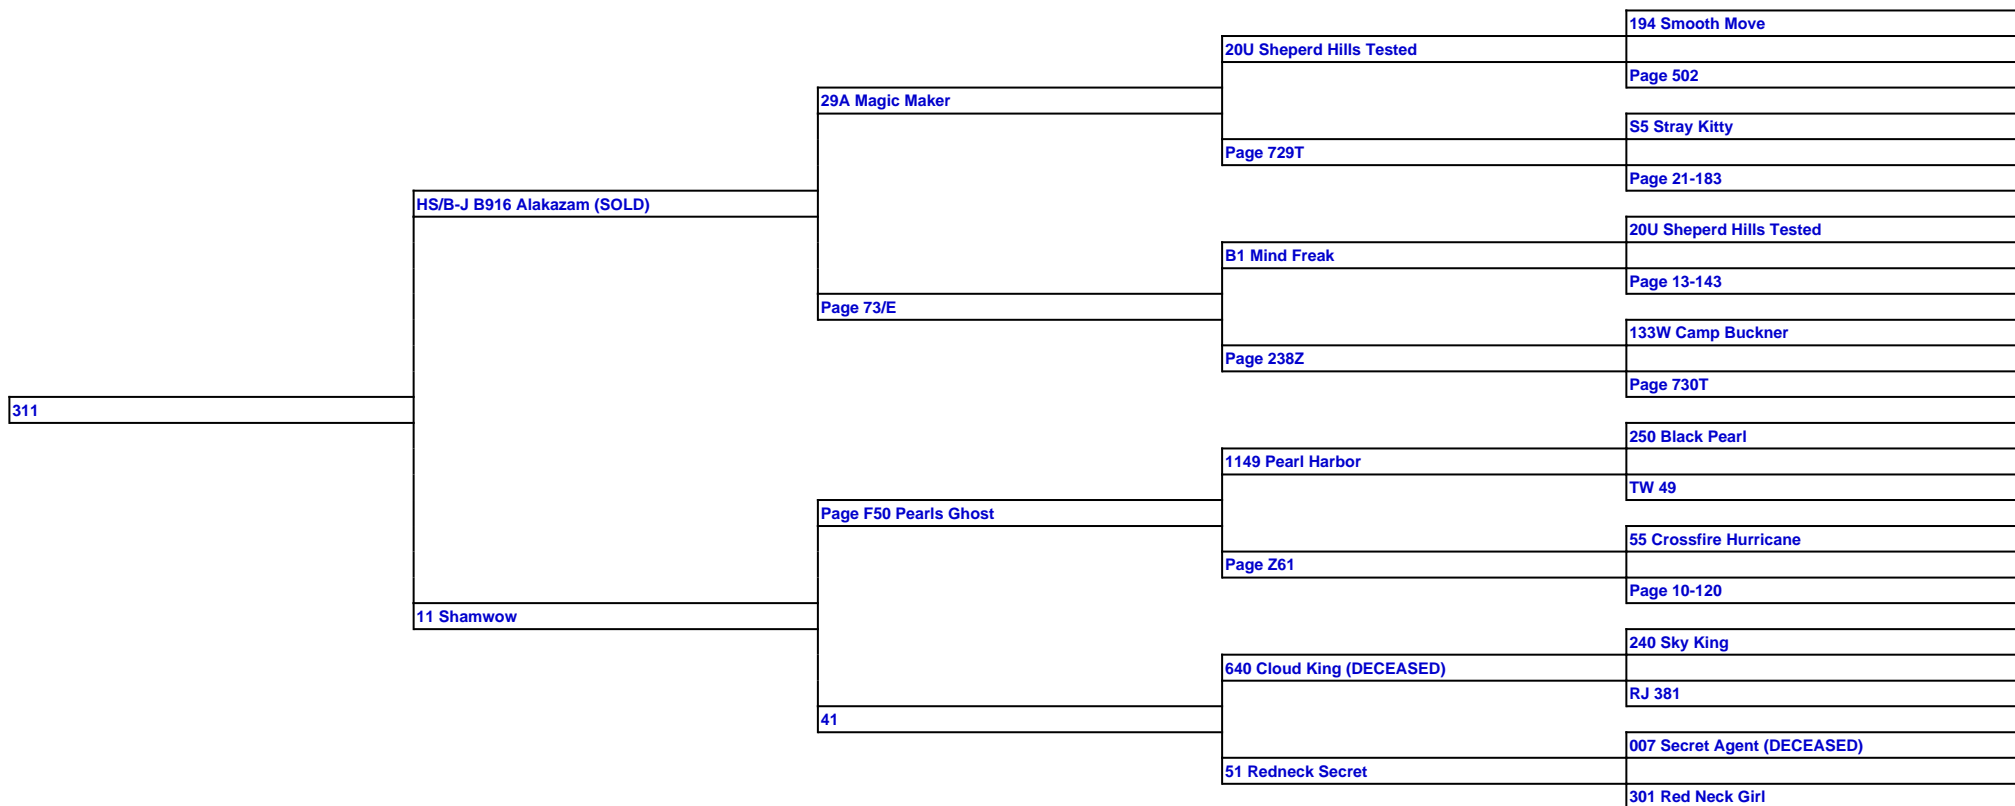 194 Smooth Move
20U Sheperd Hills Tested
Page 502
29A Magic Maker
S5 Stray Kitty
Page 729T
Page 21-183
HS/B-J B916 Alakazam (SOLD)
20U Sheperd Hills Tested
B1 Mind Freak
Page 13-143
Page 73/E
133W Camp Buckner
Page 238Z
Page 730T
311
250 Black Pearl
1149 Pearl Harbor
TW 49
Page F50 Pearls Ghost
55 Crossfire Hurricane
Page Z61
Page 10-120
11 Shamwow
240 Sky King
640 Cloud King (DECEASED)
RJ 381
41
007 Secret Agent (DECEASED)
51 Redneck Secret
301 Red Neck Girl